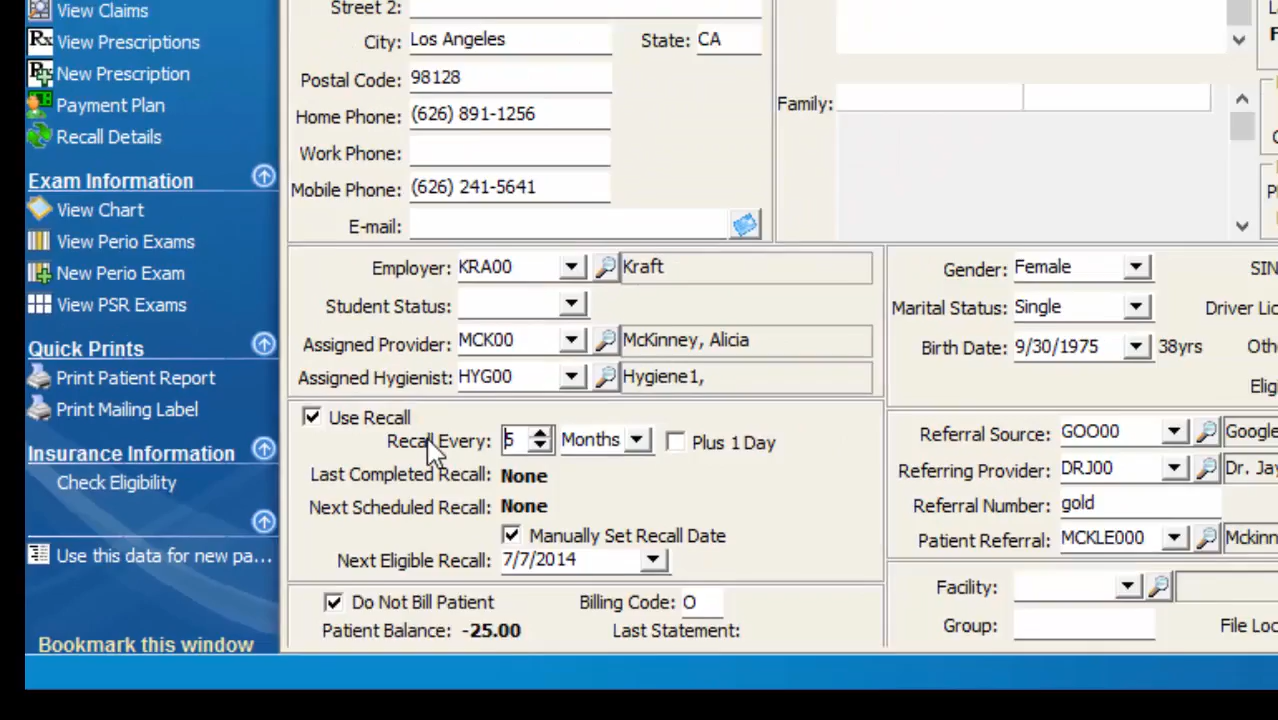 View Claims
Rx View Prescriptions
Rx New Prescription
Payment Plan
Recall Details
Exam Information
View Chart
View Perio Exams
New Perio Exam
View PSR Exams
Quick Prints
Print Patient Report
Print Mailing Label
Insurance Information
Check Eligibility
Use this data for new pa...
Bookmark this window
Street 2:
City: Los Angeles State: CA
Postal Code: 98128
Home Phone: (626) 891-1256
Work Phone:
Mobile Phone: (626) 241-5641
E-mail:
Family:
Employer: KRA00 Kraft
Student Status:
Assigned Provider: MCK00 McKinney, Alicia
Assigned Hygienist: HYG00 Hygiene1,
Gender: Female SIN
Marital Status: Single Driver Lic
Birth Date: 9/30/1975 38yrs Oth
Elig
Use Recall
Recall Every: Months Plus 1 Day
Last Completed Recall: None
Next Scheduled Recall: None
Manually Set Recall Date
Next Eligible Recall: 7/7/2014
Do Not Bill Patient Billing Code: O
Patient Balance: -25.00 Last Statement:
Referral Source: GOO00 Google
Referring Provider: DRJ00 Dr. Jay
Referral Number: gold
Patient Referral: MCKLE000 Mckinn
Facility:
Group: File Loc